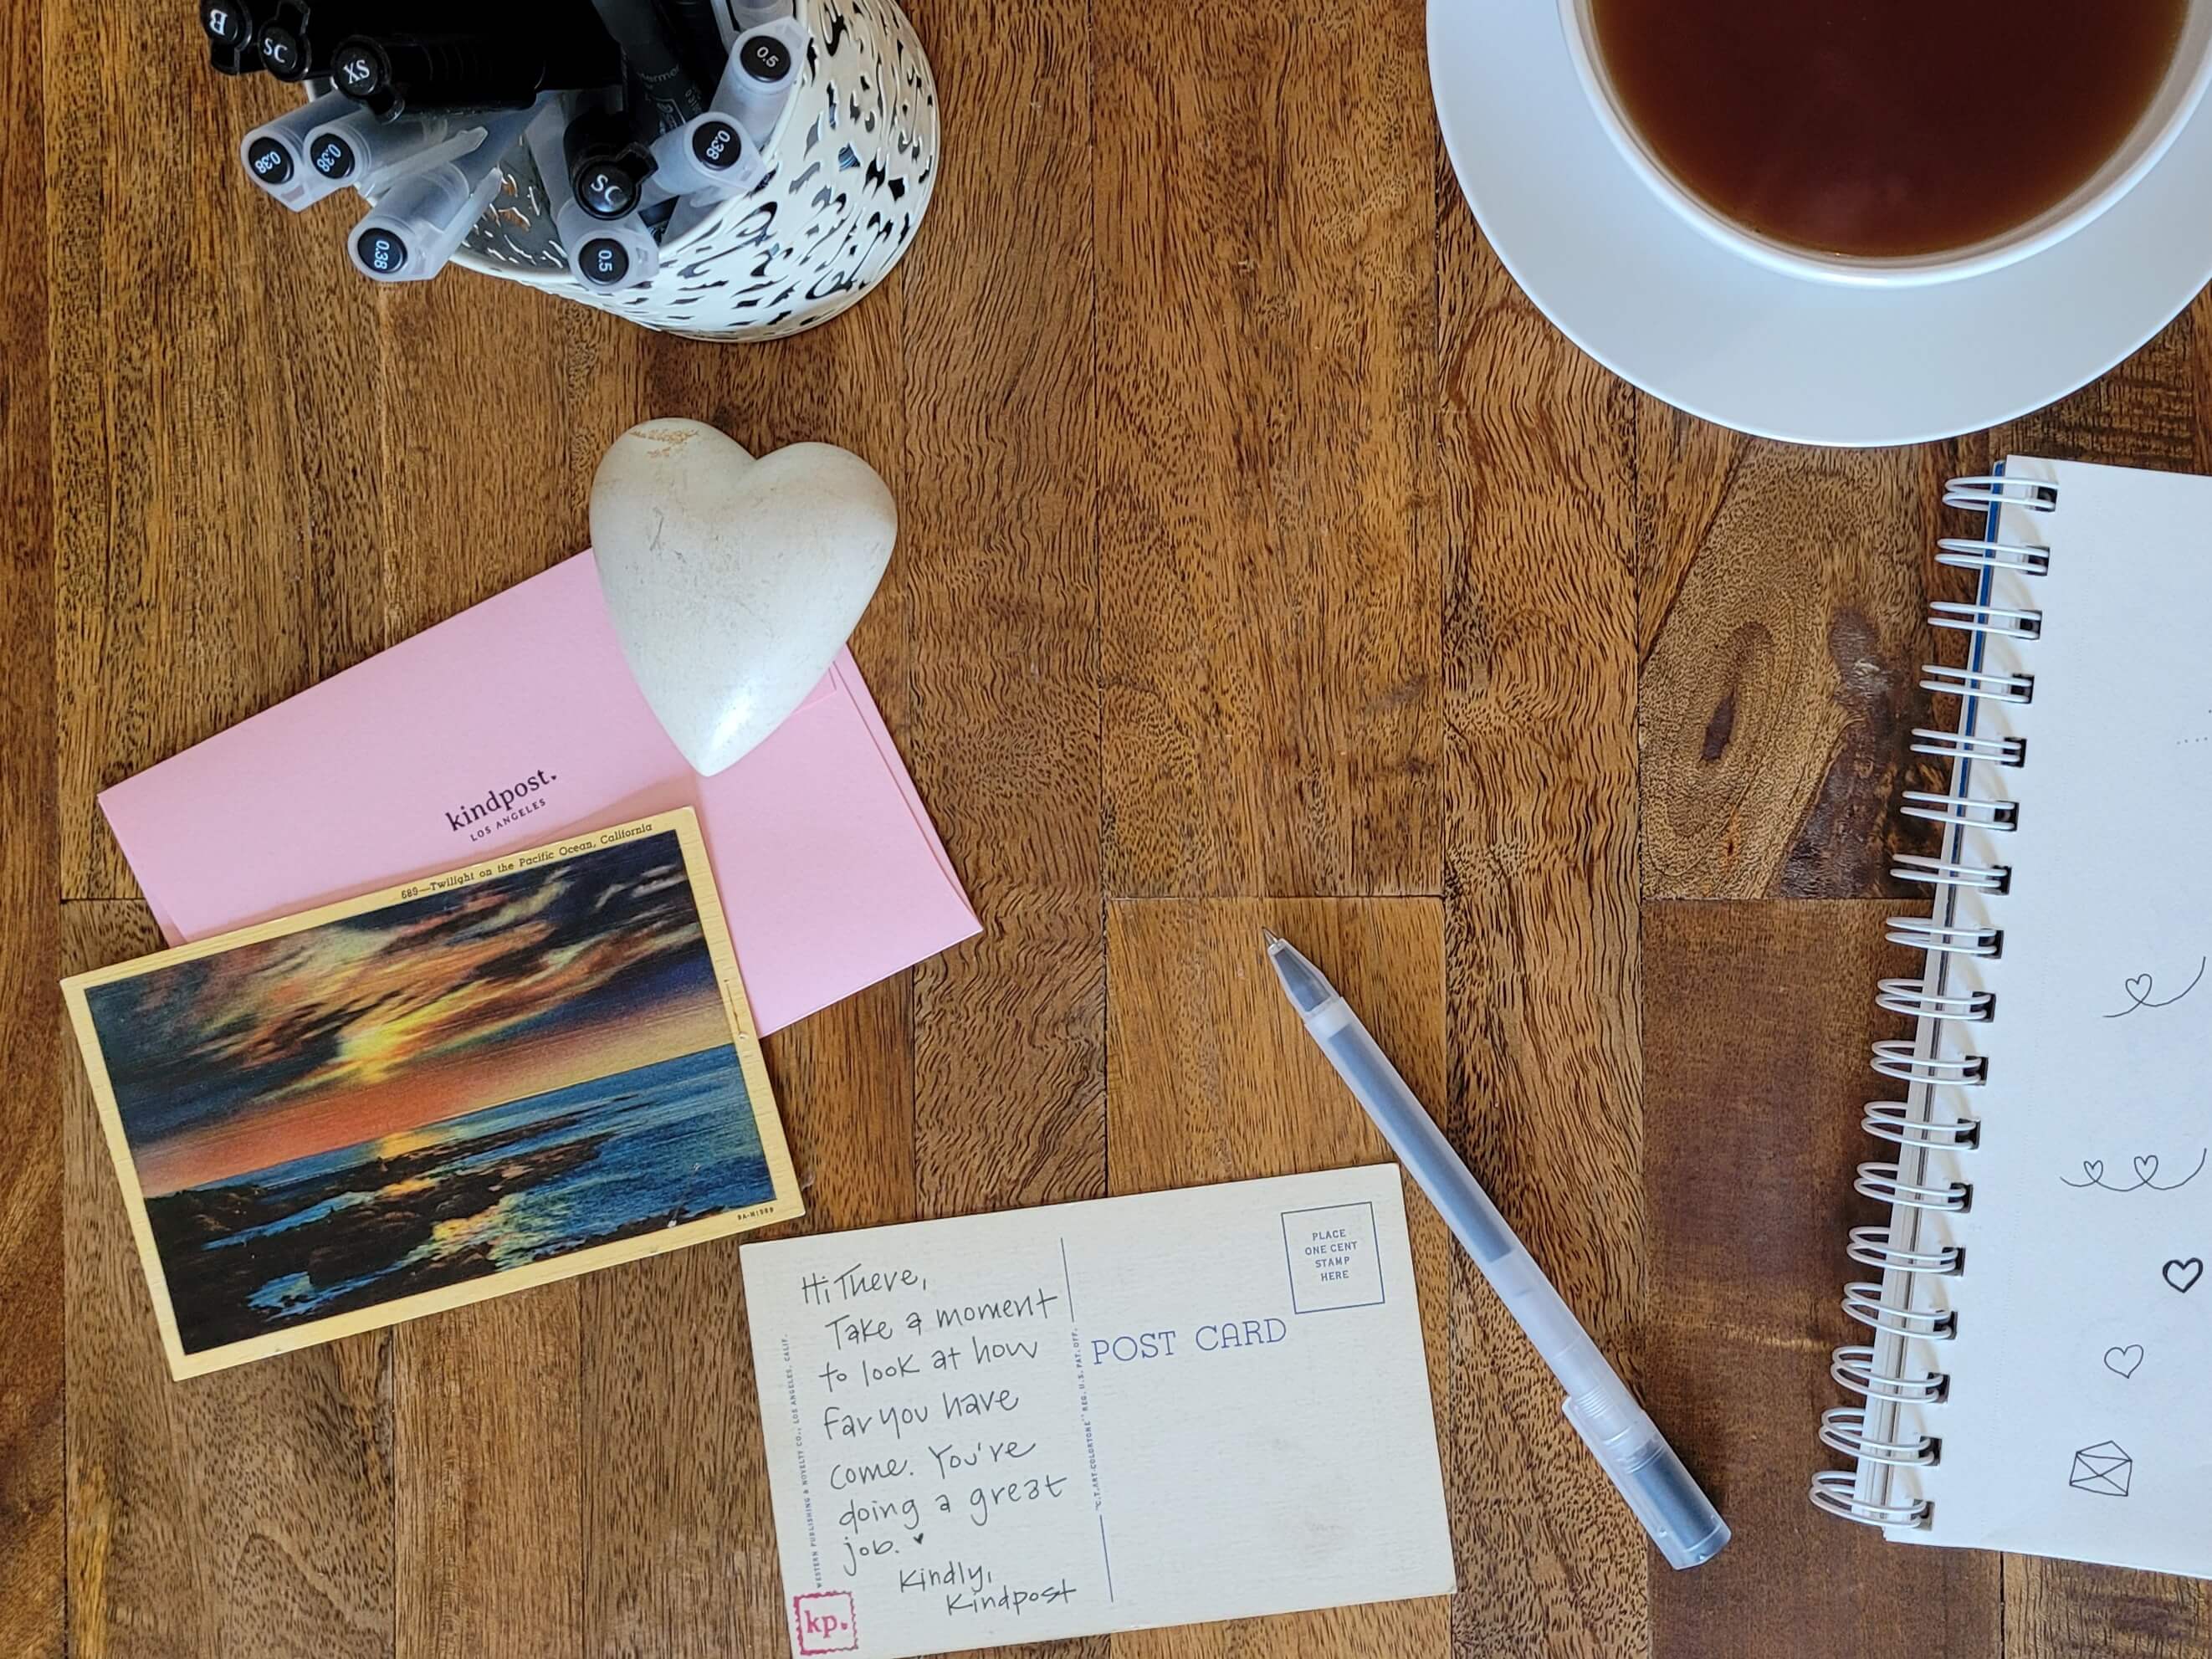 B
SC
XS
0.5
0.38
0.38
0.38
SC
0.38
0.5
kindpost.
LOS ANGELES
689—Twilight on the Pacific Ocean, California
Hi There,
Take a moment
to look at how
far you have
come. You're
doing a great
job. ♥
Kindly,
Kindpost
kp.
WESTERN PUBLISHING & NOVELTY CO., LOS ANGELES, CALIF.
"C.T. ART-COLORTONE" REG. U.S. PAT. OFF.
POST CARD
PLACE
ONE CENT
STAMP
HERE